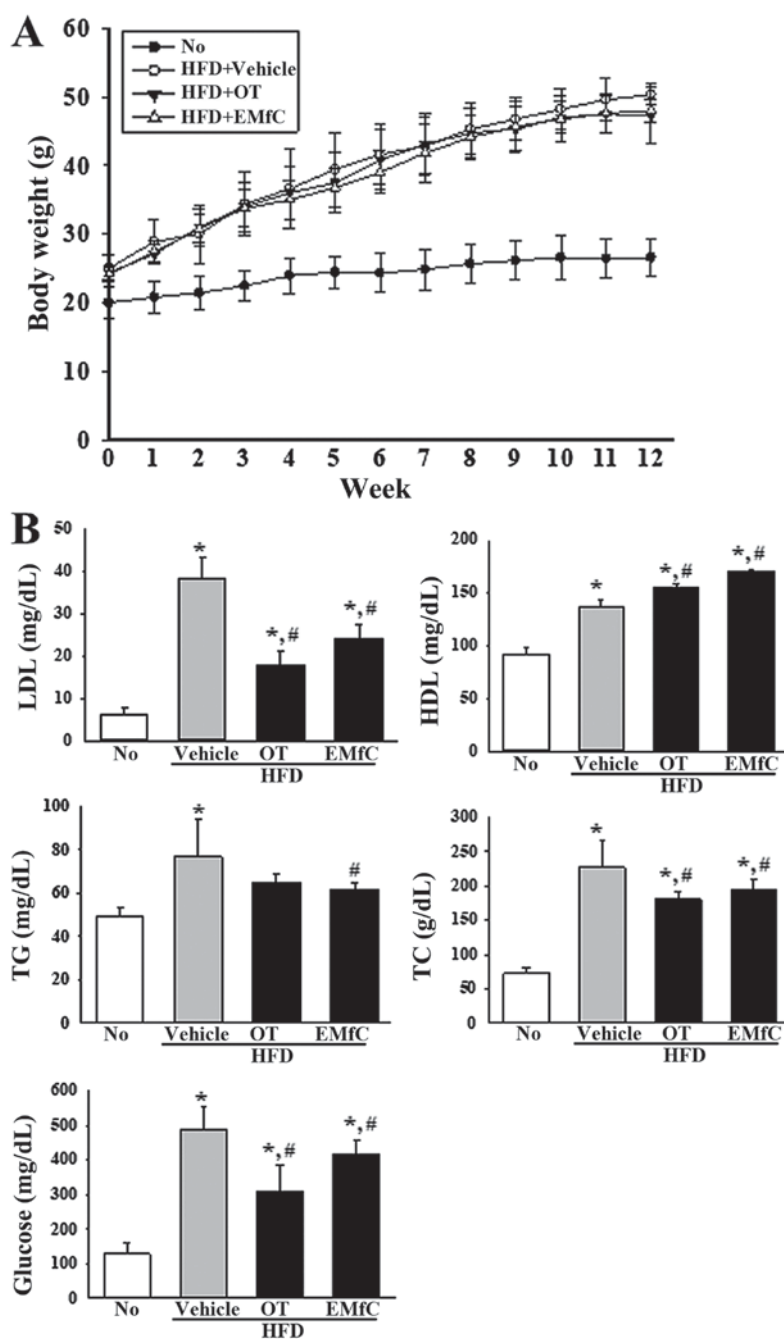 A
60
50
40
30
20
10
0
Body weight (g)
No
HFD+Vehicle
HFD+OT
HFD+EMfC
0 1 2 3 4 5 6 7 8 9 10 11 12
Week
B
50
40
30
20
10
0
LDL (mg/dL)
*
*,#
*,#
No Vehicle OT EMfC
HFD
200
150
100
50
0
HDL (mg/dL)
*
*,#
*,#
No Vehicle OT EMfC
HFD
100
80
60
40
20
0
TG (mg/dL)
*
#
No Vehicle OT EMfC
HFD
300
250
200
150
100
50
0
TC (g/dL)
*
*,#
*,#
No Vehicle OT EMfC
HFD
600
500
400
300
200
100
0
Glucose (mg/dL)
*
*,#
*,#
No Vehicle OT EMfC
HFD